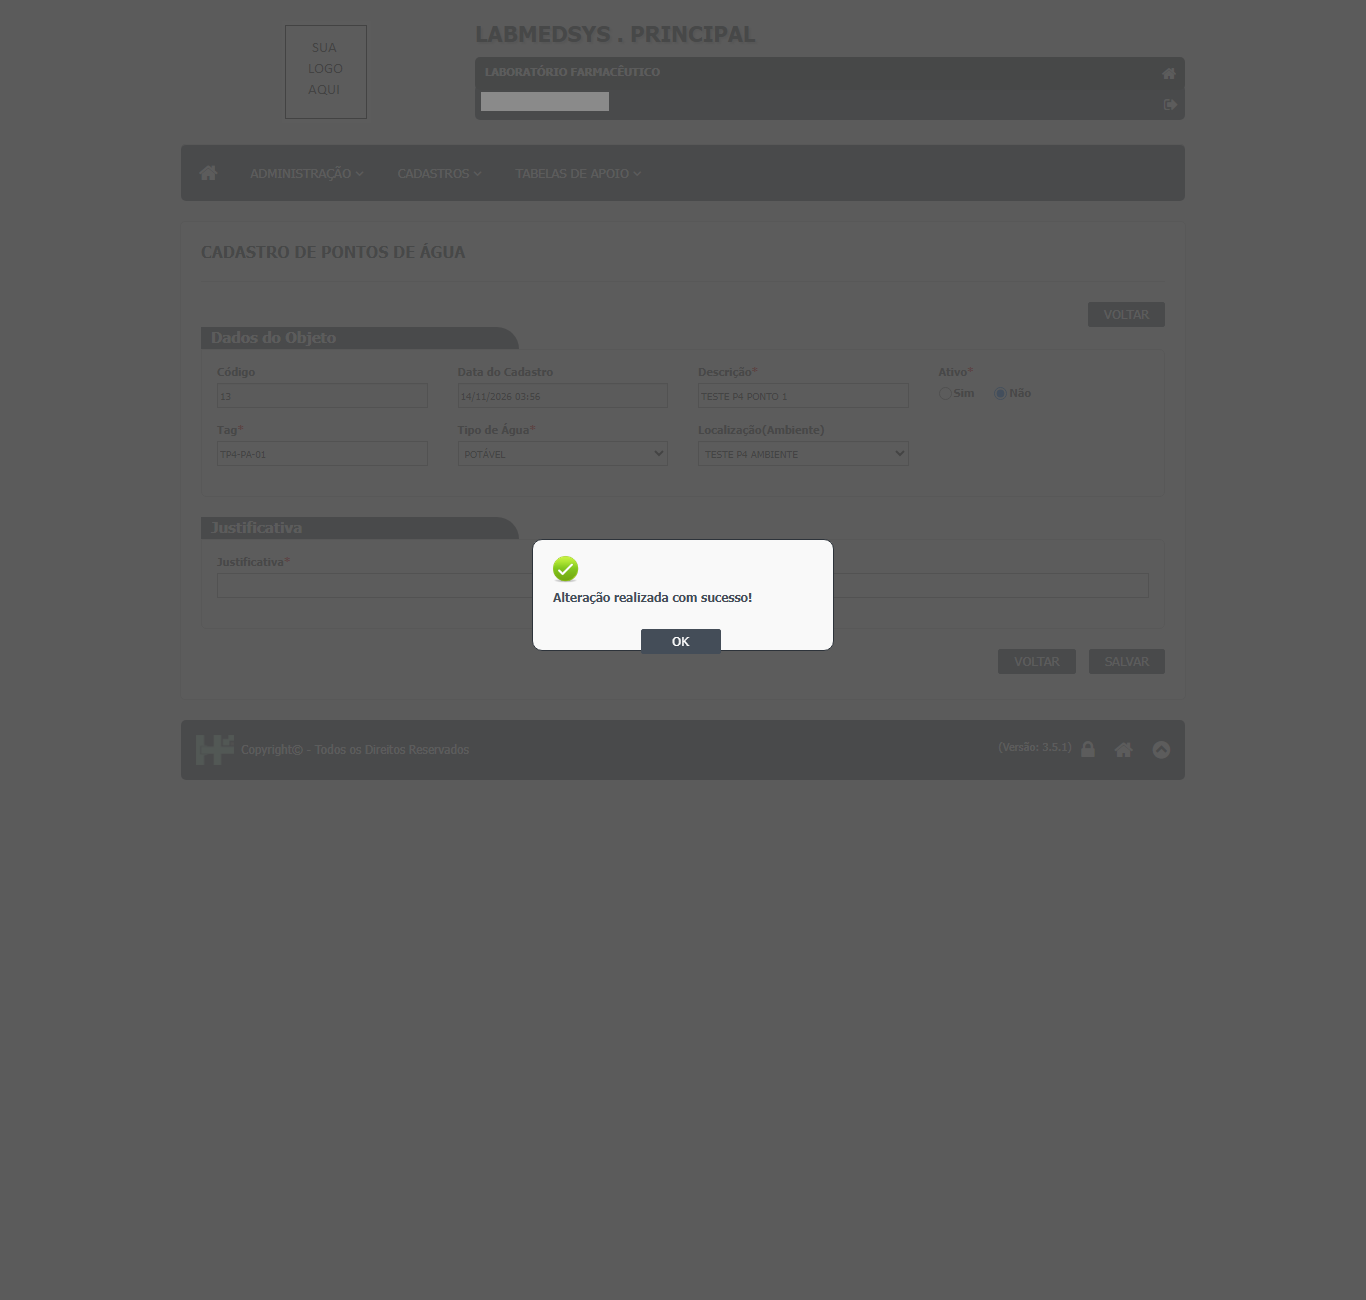 SUA
LOGO
AQUI
LABMEDSYS . PRINCIPAL
LABORATÓRIO FARMACÊUTICO
ADMINISTRAÇÃO
CADASTROS
TABELAS DE APOIO
CADASTRO DE PONTOS DE ÁGUA
VOLTAR
Dados do Objeto
Código
Data do Cadastro
Descrição*
Ativo*
13
14/11/2026 03:56
TESTE P4 PONTO 1
Sim
Não
Tag*
Tipo de Água*
Localização(Ambiente)
TP4-PA-01
POTÁVEL
TESTE P4 AMBIENTE
Justificativa
Justificativa*
Alteração realizada com sucesso!
OK
VOLTAR
SALVAR
Copyright© - Todos os Direitos Reservados
(Versão: 3.5.1)